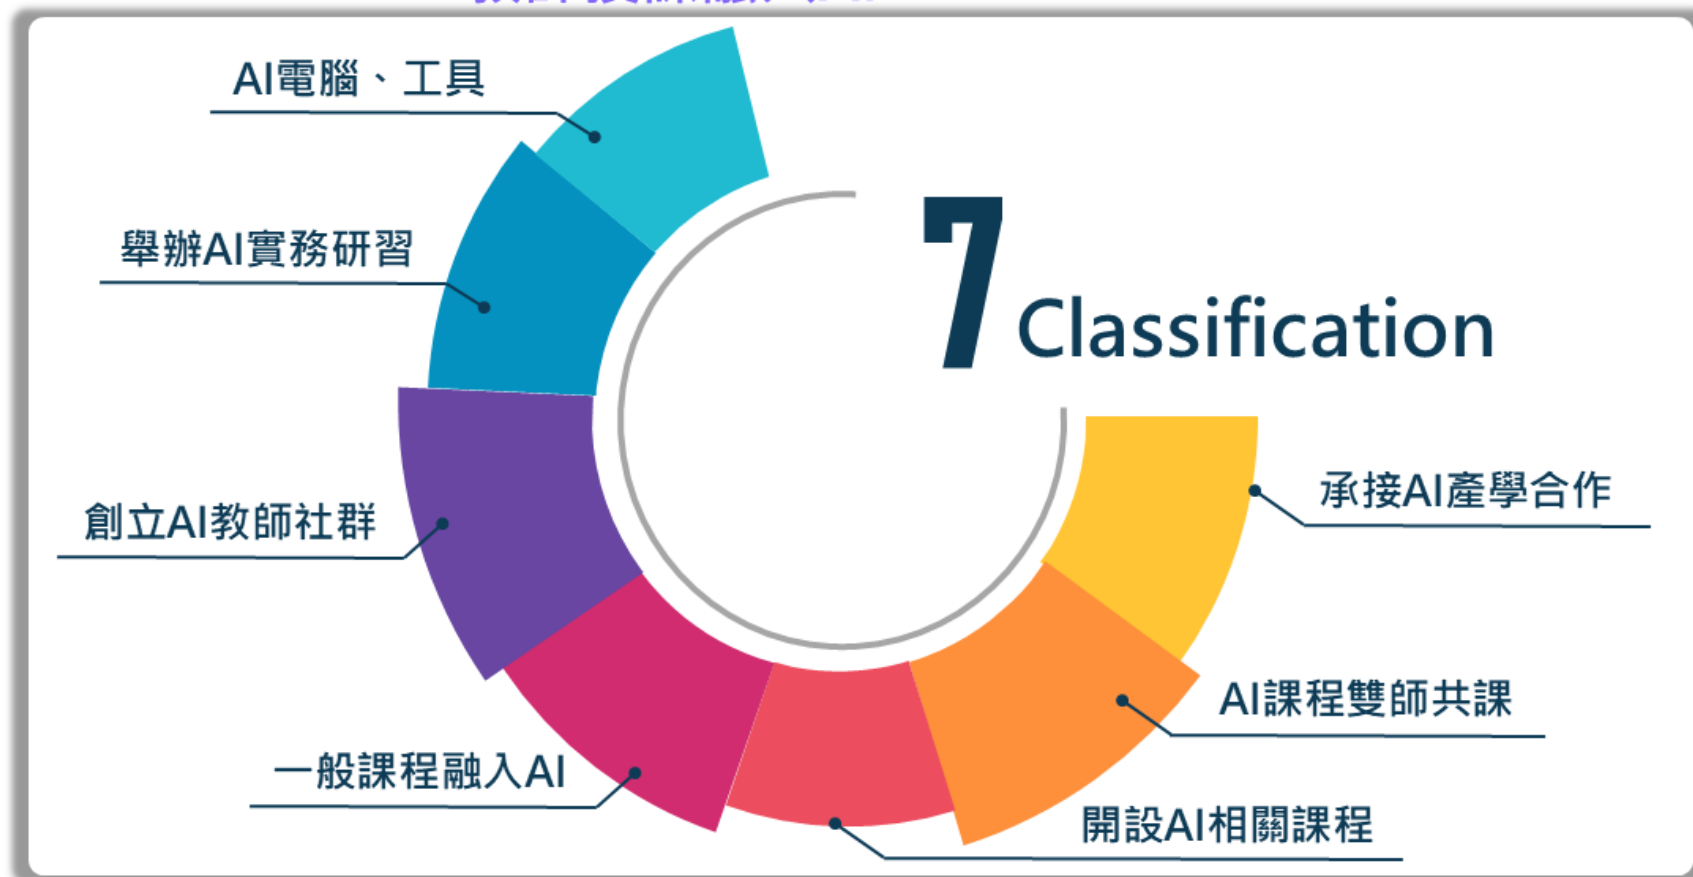 AI電腦、工具
舉辦AI實務研習
創立AI教師社群
一般課程融入AI
7 Classification
承接AI產學合作
AI課程雙師共課
開設AI相關課程